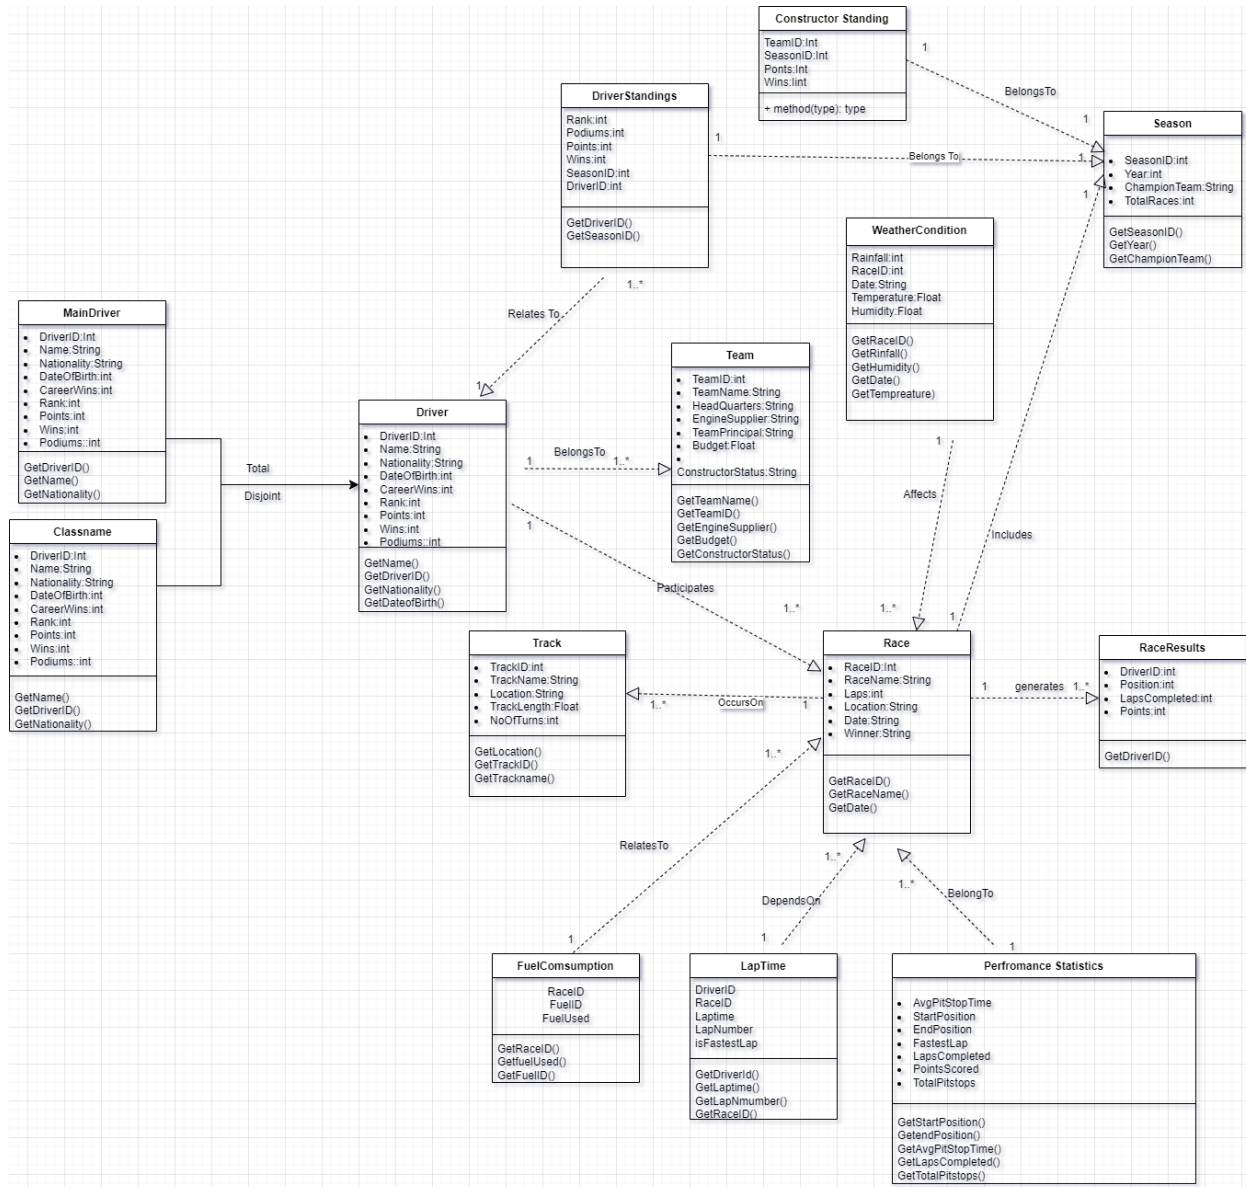 Constructor Standing
TeamID:Int
SeasonID:Int
Ponts:Int
Wins:Iint
+ method(type): type
1
BelongsTo
1
DriverStandings
Rank:int
Podiums:int
Points:int
Wins:int
SeasonID:int
DriverID:int
GetDriverID()
GetSeasonID()
1
Belongs To
1
Season
SeasonID:int
Year:int
ChampionTeam:String
TotalRaces:int
GetSeasonID()
GetYear()
GetChampionTeam()
1
WeatherCondition
Rainfall:int
RaceID:int
Date:String
Temperature:Float
Humidity:Float
GetRaceID()
GetRinfall()
GetHumidity()
GetDate()
GetTempreature)
1..*
Relates To
1
MainDriver
DriverID:Int
Name:String
Nationality:String
DateOfBirth:int
CareerWins:int
Rank:int
Points:int
Wins:int
Podiums::int
GetDriverID()
GetName()
GetNationality()
Total
Disjoint
Driver
DriverID:Int
Name:String
Nationality:String
DateOfBirth:int
CareerWins:int
Rank:int
Points:int
Wins:int
Podiums::int
GetName()
GetDriverID()
GetNationality()
GetDateofBirth()
BelongsTo
1
1..*
Team
TeamID:int
TeamName:String
HeadQuarters:String
EngineSupplier:String
TeamPrincipal:String
Budget:Float
ConstructorStatus:String
GetTeamName()
GetTeamID()
GetEngineSupplier()
GetBudget()
GetConstructorStatus()
1
Affects
1..*
Includes
1
Classname
DriverID:Int
Name:String
Nationality:String
DateOfBirth:int
CareerWins:int
Rank:int
Points:int
Wins:int
Podiums::int
GetName()
GetDriverID()
GetNationality()
1
Participates
1..*
Track
TrackID:int
TrackName:String
Location:String
TrackLength:Float
NoOfTurns:int
GetLocation()
GetTrackID()
GetTrackname()
1..*
OccursOn
1
Race
RaceID:Int
RaceName:String
Laps:int
Location:String
Date:String
Winner:String
GetRaceID()
GetRaceName()
GetDate()
1
generates
1..*
RaceResults
DriverID:int
Position:int
LapsCompleted:int
Points:int
GetDriverID()
1..*
RelatesTo
1
1..*
DependsOn
1
1..*
BelongTo
1
FuelComsumption
RaceID
FuelID
FuelUsed
GetRaceID()
GetfuelUsed()
GetFuelID()
LapTime
DriverID
RaceID
Laptime
LapNumber
isFastestLap
GetDriverId()
GetLaptime()
GetLapNmumber()
GetRaceID()
Perfromance Statistics
AvgPitStopTime
StartPosition
EndPosition
FastestLap
LapsCompleted
PointsScored
TotalPitstops
GetStartPosition()
GetendPosition()
GetAvgPitStopTime()
GetLapsCompleted()
GetTotalPitstops()